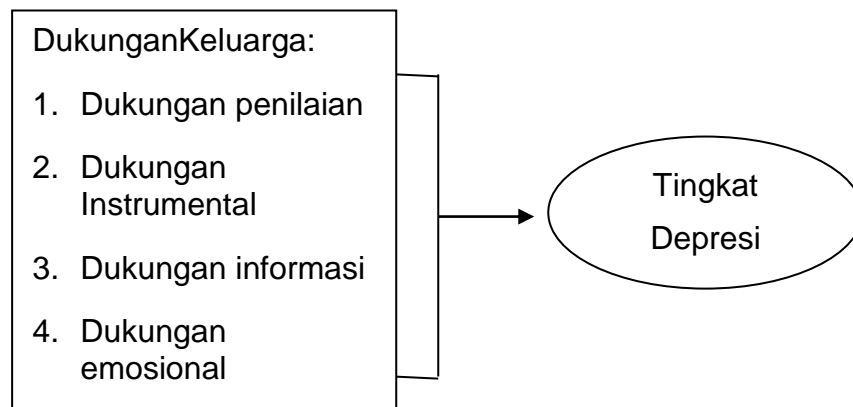 DukunganKeluarga:
1. Dukungan penilaian
2. Dukungan
Instrumental
3. Dukungan informasi
4. Dukungan
emosional
Tingkat
Depresi